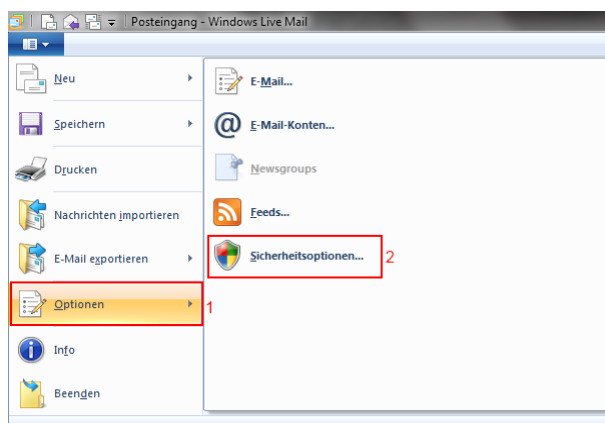 Posteingang - Windows Live Mail
Neu
Speichern
Drucken
Nachrichten importieren
E-Mail exportieren
Optionen
1
Info
Beenden
E-Mail...
E-Mail-Konten...
Newsgroups
Feeds...
Sicherheitsoptionen...
2